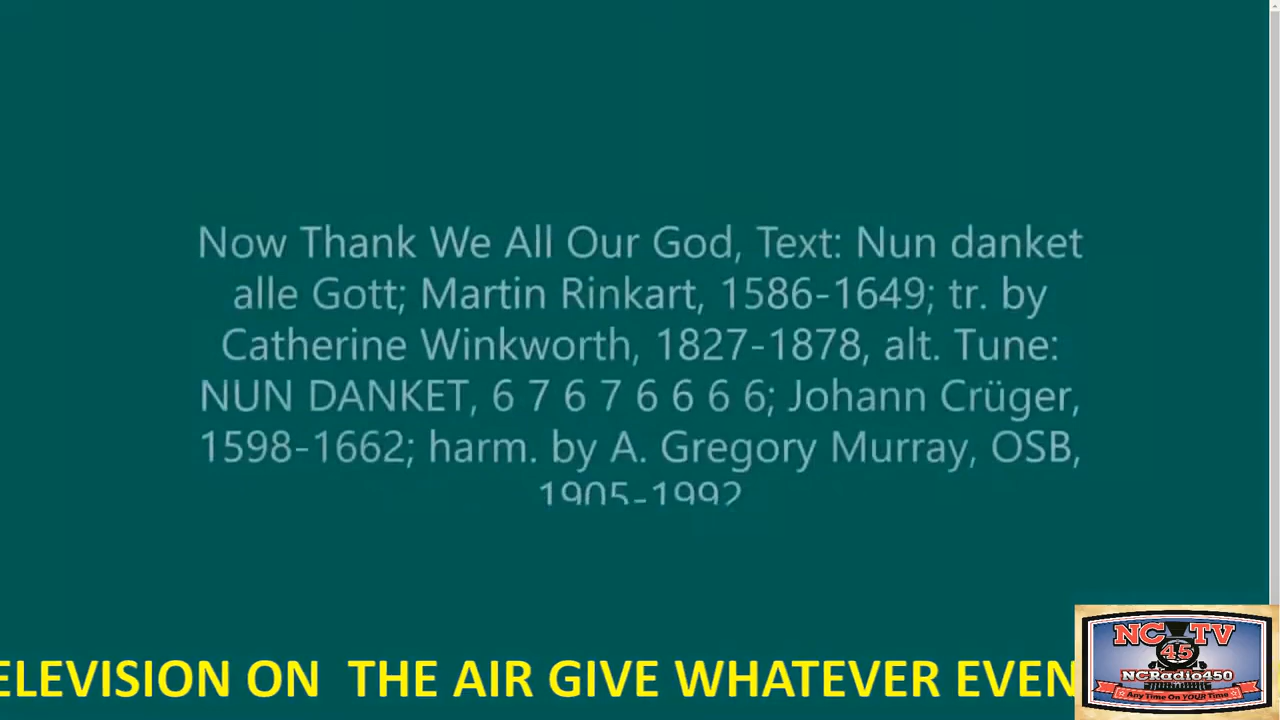 Now Thank We All Our God, Text: Nun danket
alle Gott; Martin Rinkart, 1586-1649; tr. by
Catherine Winkworth, 1827-1878, alt. Tune:
NUN DANKET, 6 7 6 7 6 6 6 6; Johann Crüger,
1598-1662; harm. by A. Gregory Murray, OSB,
1905-1992
ELEVISION ON THE AIR GIVE WHATEVER EVEN
NC TV
45
NCRadio450
Any Time On YOUR Time